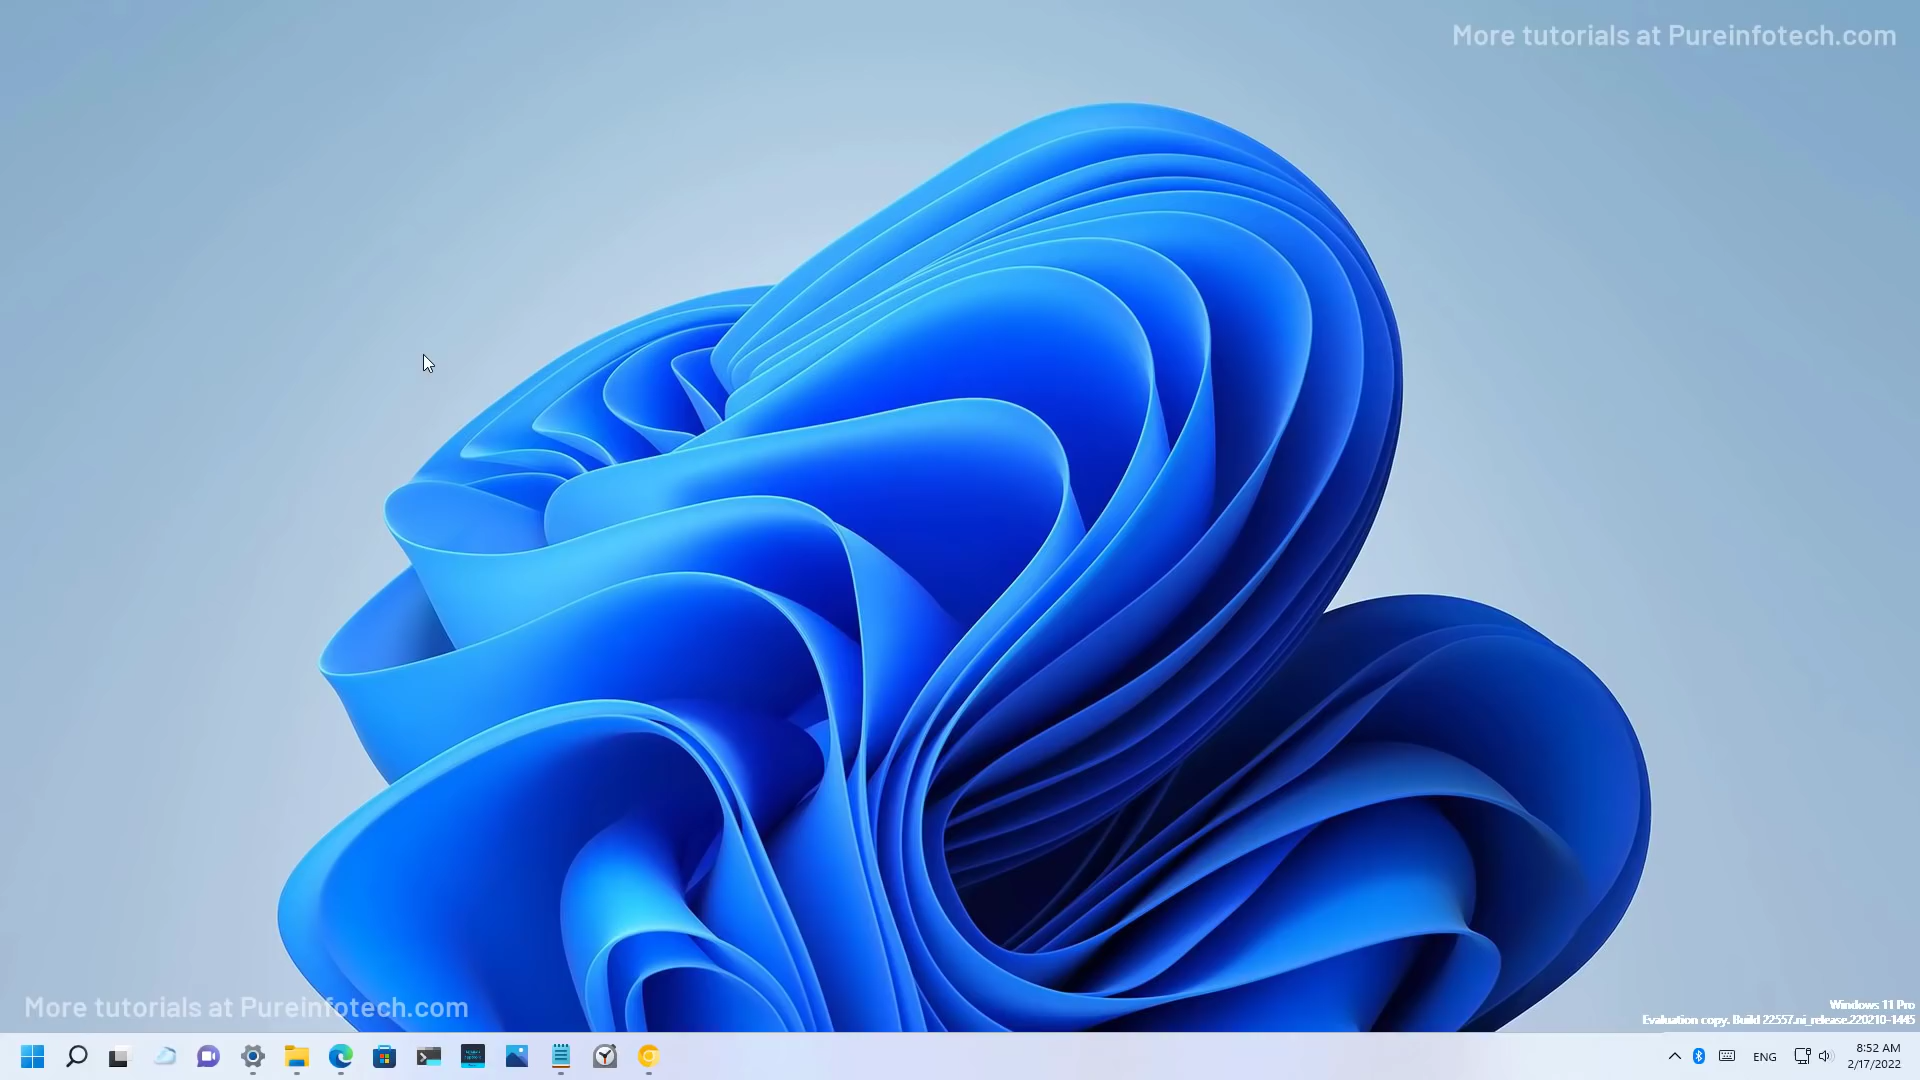 More tutorials at Pureinfotech.com
More tutorials at Pureinfotech.com
Windows 11 Pro
Evaluation copy. Build 22557.ni_release.220210-1445
ENG
8:52 AM
2/17/2022